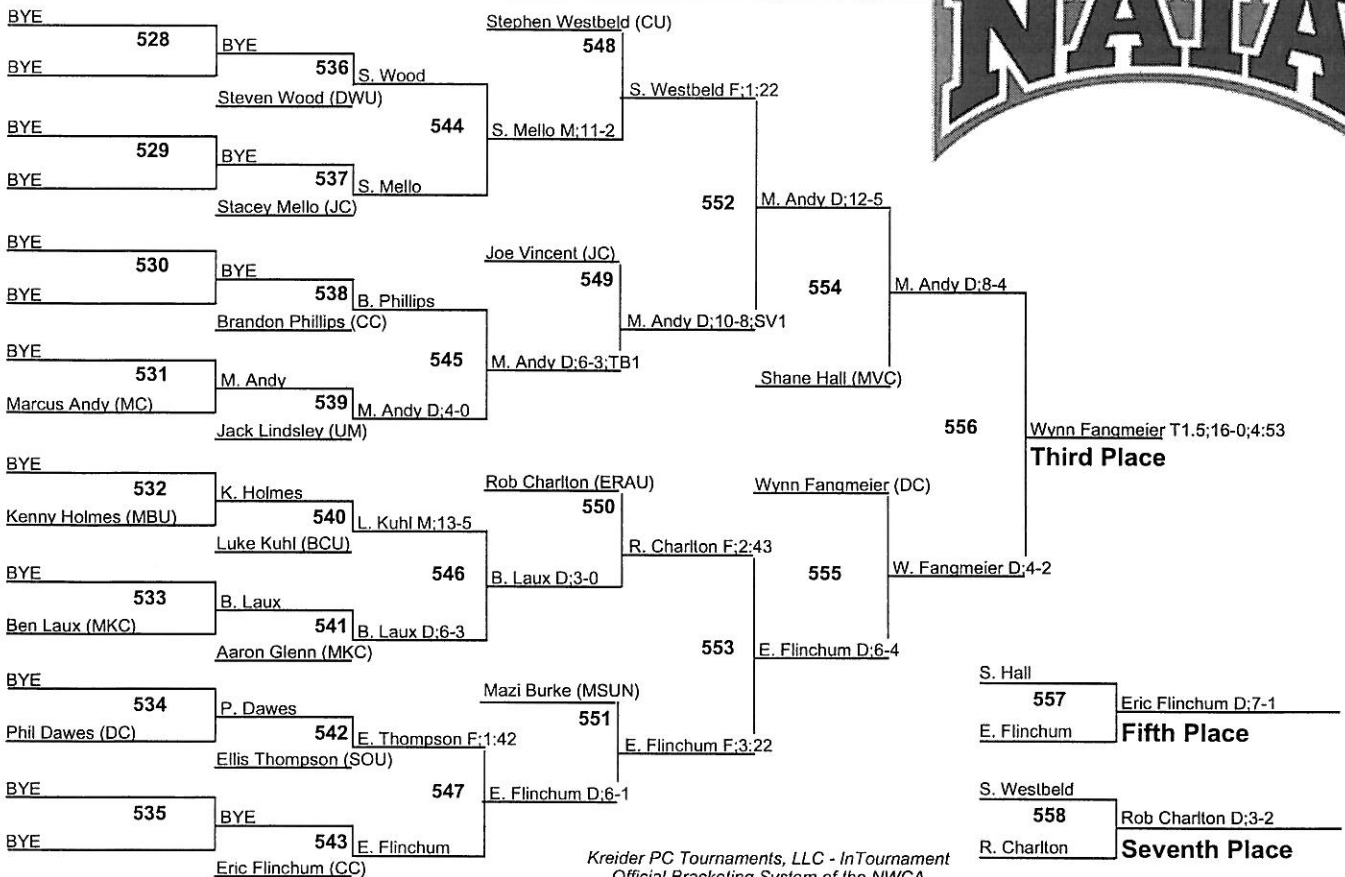 NAIA
BYE
528
BYE
BYE
536
S. Wood
Steven Wood (DWU)
544
BYE
529
BYE
BYE
537
S. Mello
Stacey Mello (JC)
Stephen Westbeld (CU)
548
S. Mello M;11-2
S. Westbeld F;1:22
552
BYE
530
BYE
BYE
538
B. Phillips
Brandon Phillips (CC)
545
BYE
531
Marcus Andy (MC)
M. Andy
539
M. Andy D;4-0
Jack Lindsley (UM)
Joe Vincent (JC)
549
M. Andy D;6-3;TB1
M. Andy D;10-8;SV1
M. Andy D;12-5
554
Shane Hall (MVC)
M. Andy D;8-4
556
Wynn Fangmeier T1.5;16-0;4:53
Third Place
BYE
532
Kenny Holmes (MBU)
K. Holmes
540
L. Kuhl M;13-5
Luke Kuhl (BCU)
546
BYE
533
Ben Laux (MKC)
B. Laux
541
B. Laux D;6-3
Aaron Glenn (MKC)
Rob Charlton (ERAU)
550
B. Laux D;3-0
R. Charlton F;2:43
553
Wynn Fangmeier (DC)
555
E. Flinchum D;6-4
W. Fangmeier D;4-2
BYE
534
Phil Dawes (DC)
P. Dawes
542
E. Thompson F;1:42
Ellis Thompson (SOU)
547
BYE
535
BYE
BYE
543
E. Flinchum
Eric Flinchum (CC)
Mazi Burke (MSUN)
551
E. Flinchum D;6-1
E. Flinchum F;3:22
S. Hall
557
E. Flinchum
Eric Flinchum D;7-1
Fifth Place
S. Westbeld
558
R. Charlton
Rob Charlton D;3-2
Seventh Place
Kreider PC Tournaments, LLC - InTournament
Official Bracketing System of the NWCA